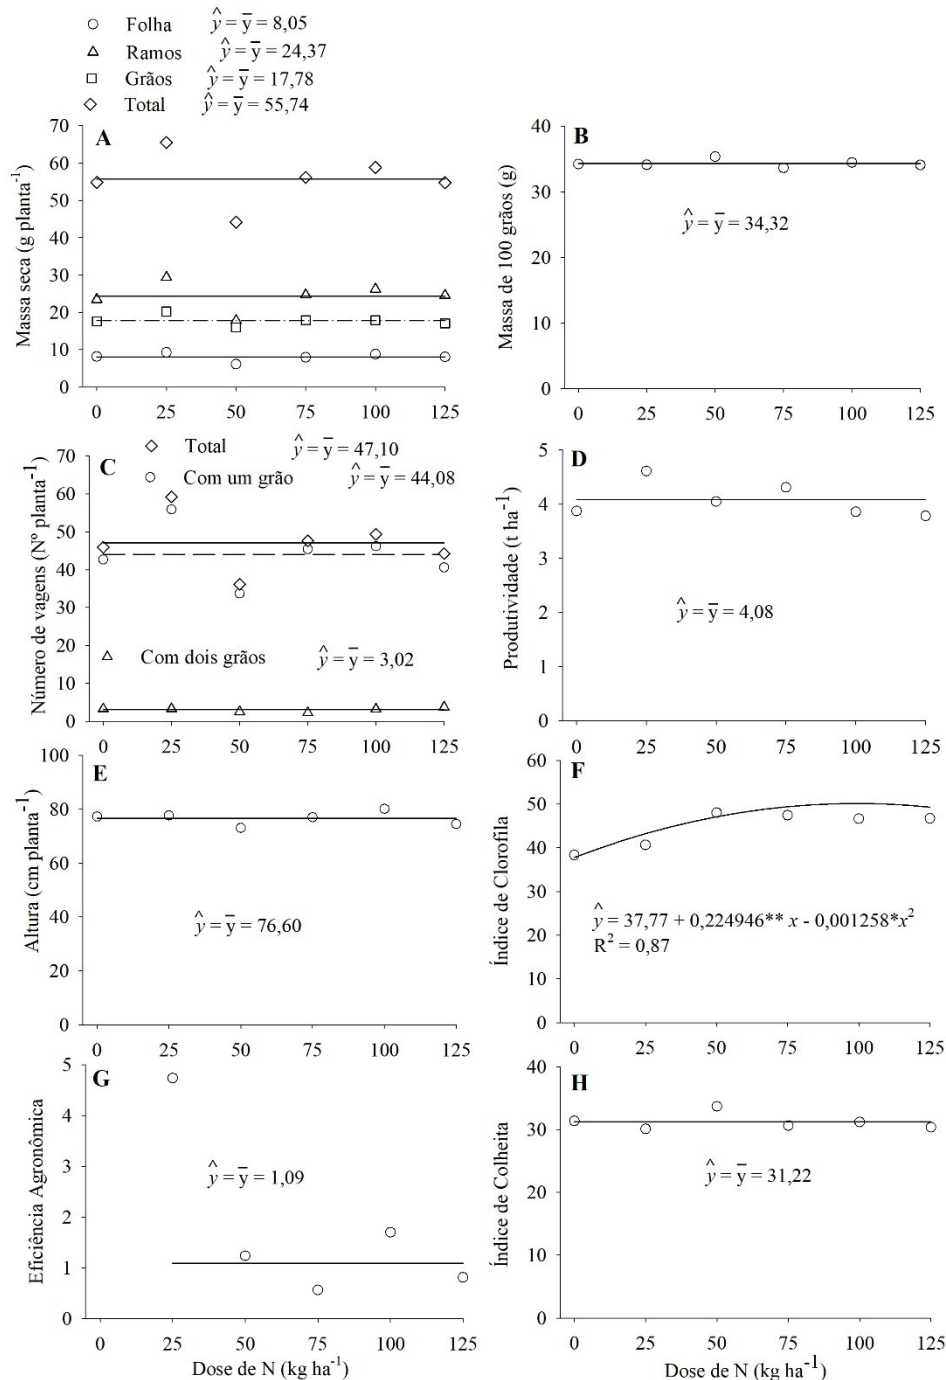 Folha ŷ = ȳ = 8,05
Ramos ŷ = ȳ = 24,37
Grãos ŷ = ȳ = 17,78
Total ŷ = ȳ = 55,74
A
Massa seca (g planta⁻¹)
70
60
50
40
30
20
10
0
0 25 50 75 100 125
B
Massa de 100 grãos (g)
40
30
20
10
0
ŷ = ȳ = 34,32
0 25 50 75 100 125
Total ŷ = ȳ = 47,10
Com um grão ŷ = ȳ = 44,08
C
Número de vagens (Nº planta⁻¹)
70
60
50
40
30
20
10
0
Com dois grãos ŷ = ȳ = 3,02
0 25 50 75 100 125
D
Produtividade (t ha⁻¹)
5
4
3
2
1
0
ŷ = ȳ = 4,08
0 25 50 75 100 125
E
Altura (cm planta⁻¹)
100
80
60
40
20
0
ŷ = ȳ = 76,60
0 25 50 75 100 125
F
Índice de Clorofila
60
50
40
30
20
10
0
ŷ = 37,77 + 0,224946** x - 0,001258*x²
R² = 0,87
0 25 50 75 100 125
G
Eficiência Agronômica
5
4
3
2
1
0
ŷ = ȳ = 1,09
0 25 50 75 100 125
Dose de N (kg ha⁻¹)
H
Índice de Colheita
40
30
20
10
0
ŷ = ȳ = 31,22
0 25 50 75 100 125
Dose de N (kg ha⁻¹)